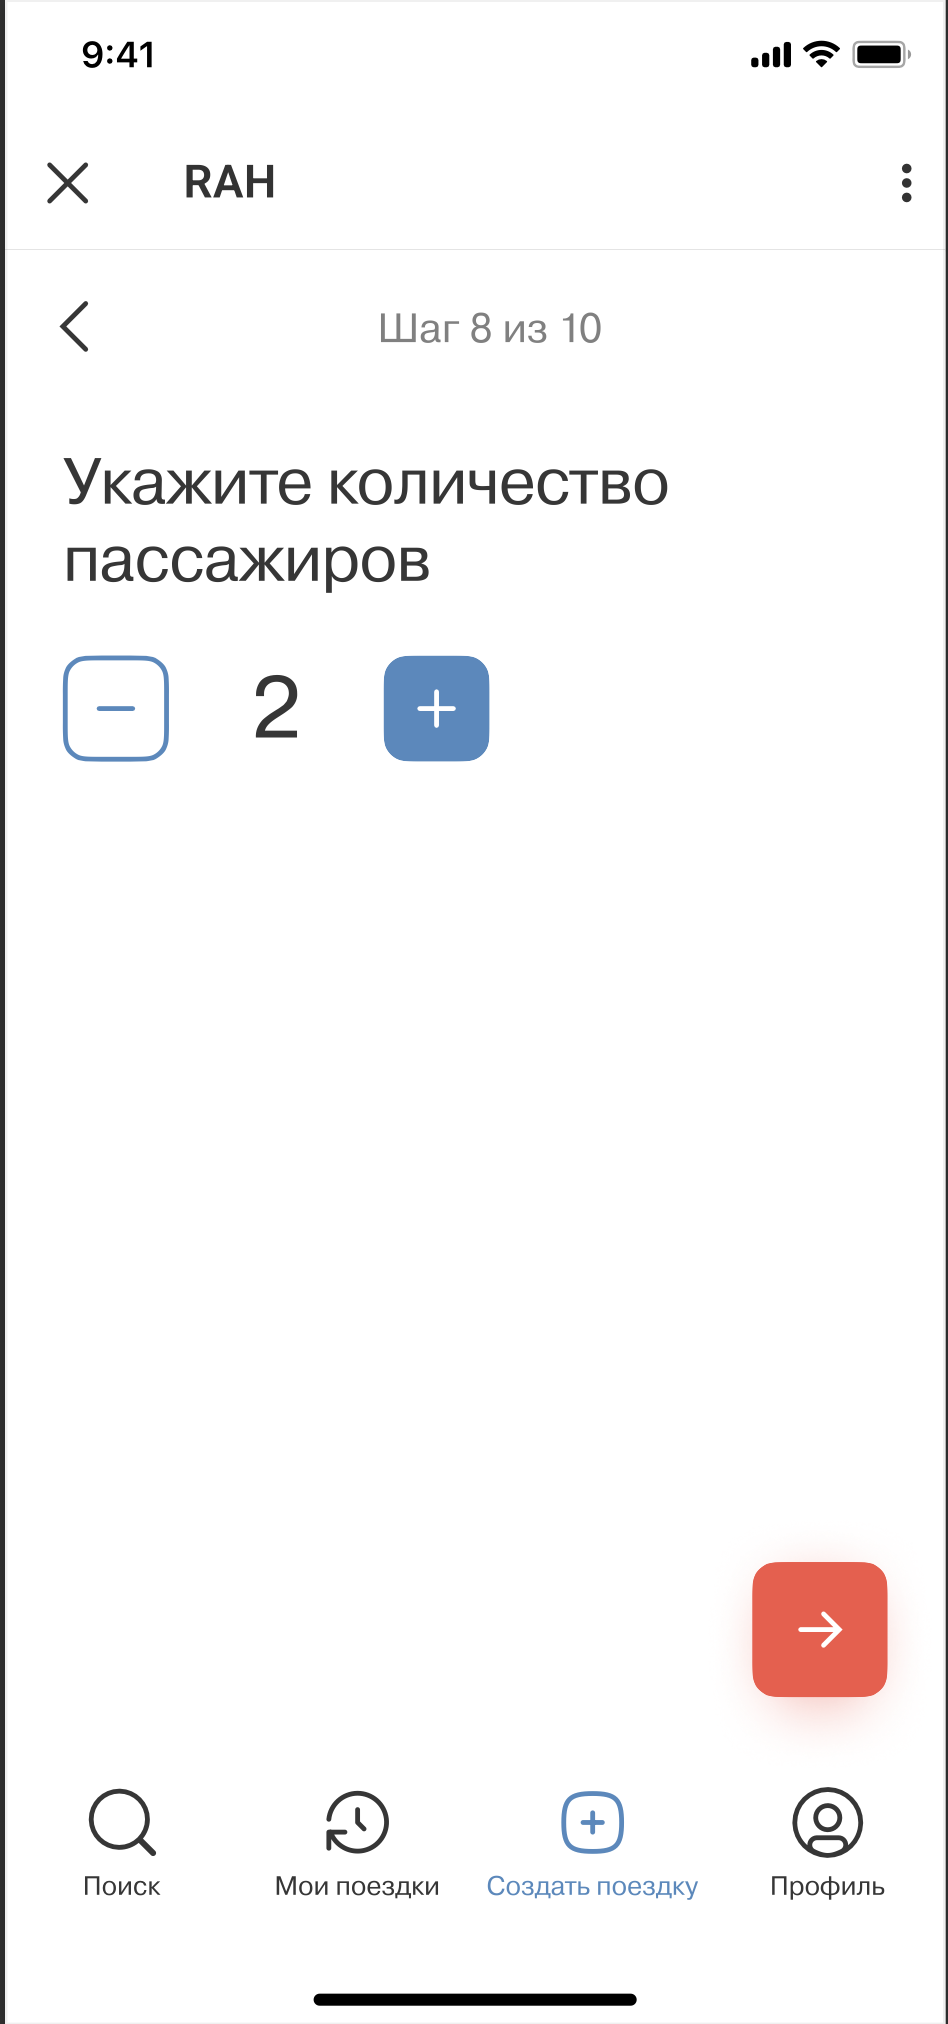 9:41
RAH
Шаг 8 из 10
Укажите количество
пассажиров
2
Поиск
Мои поездки
Создать поездку
Профиль